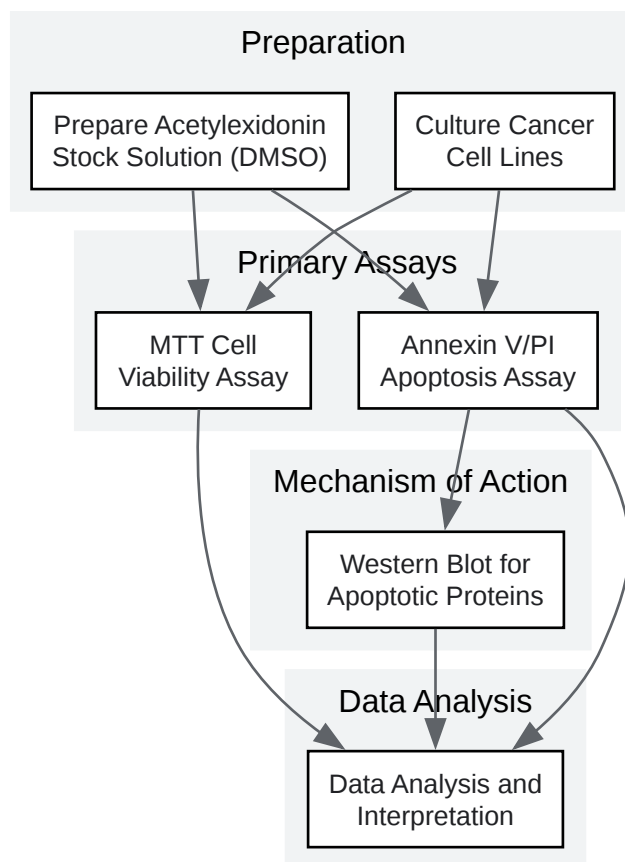 Preparation
Prepare Acetylexidonin
Stock Solution (DMSO)
Culture Cancer
Cell Lines
Primary Assays
MTT Cell
Viability Assay
Annexin V/PI
Apoptosis Assay
Mechanism of Action
Western Blot for
Apoptotic Proteins
Data Analysis
Data Analysis and
Interpretation